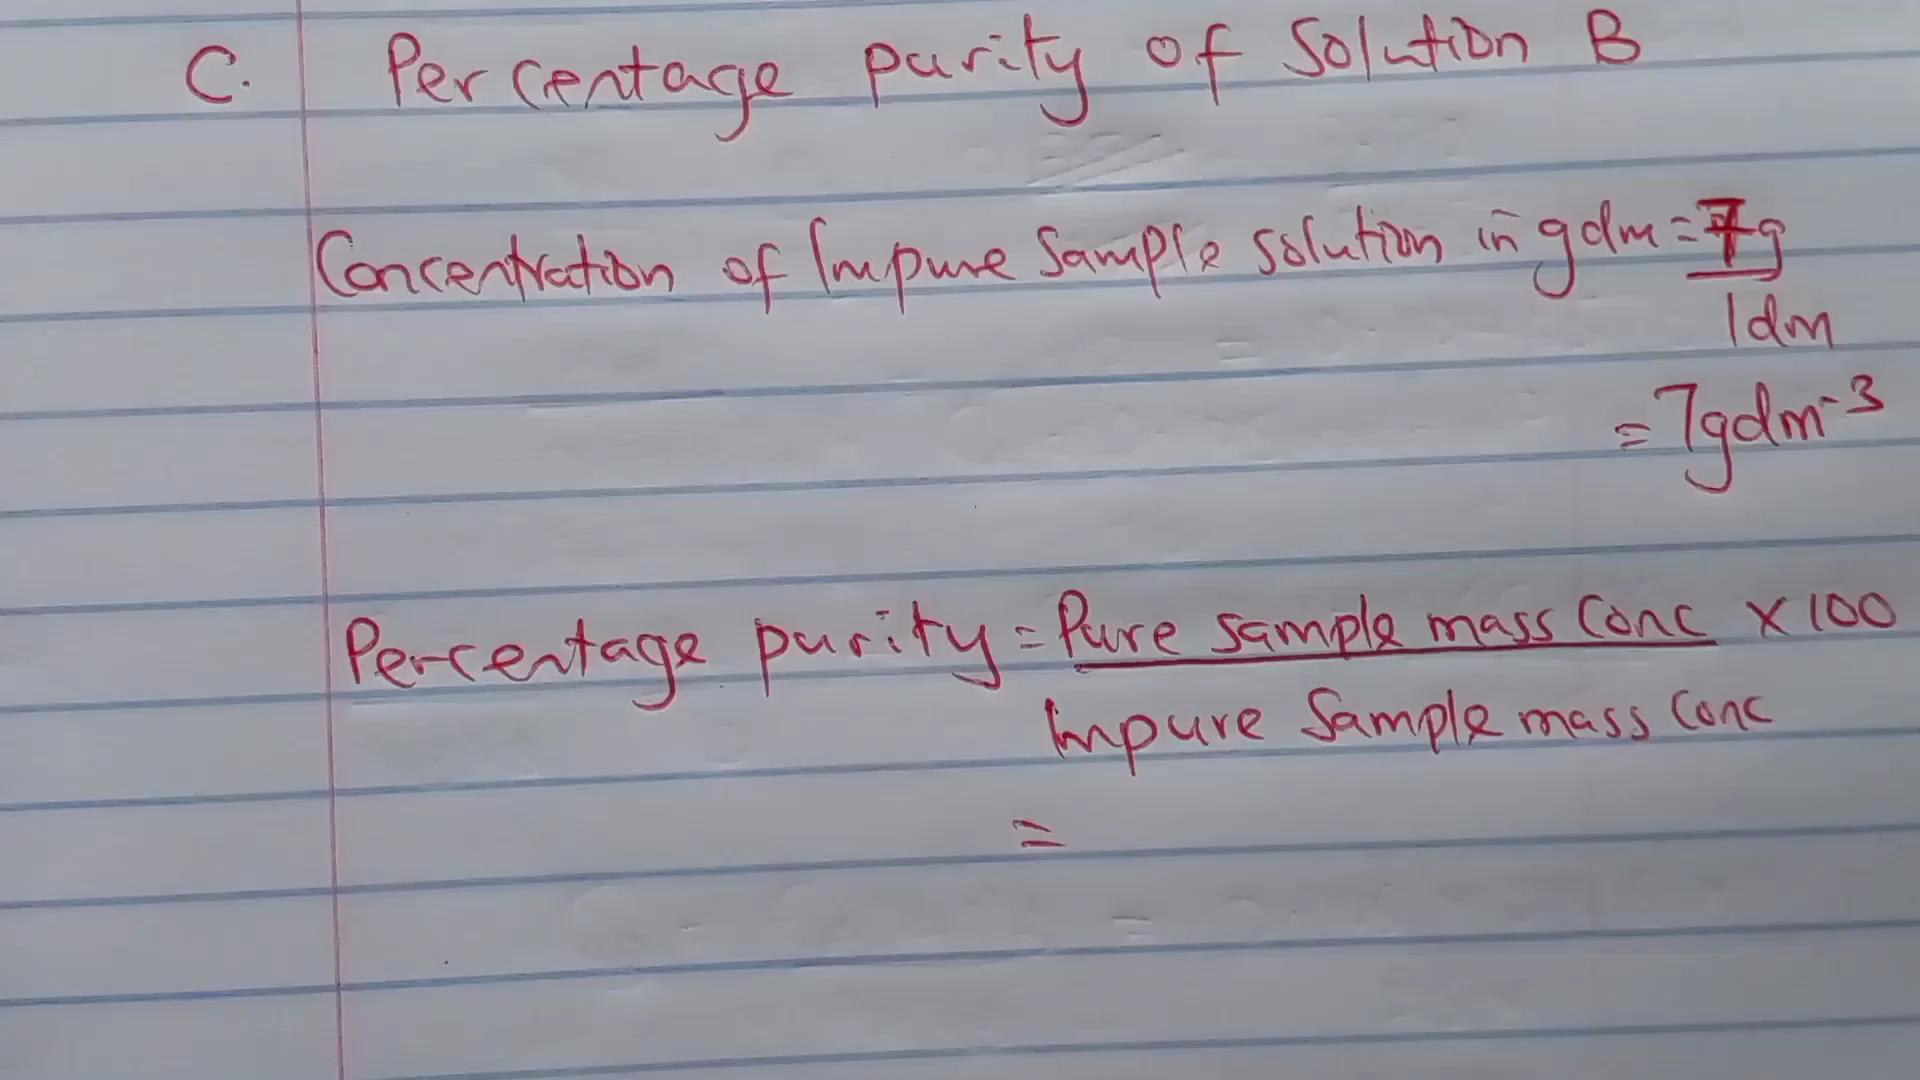 C. Percentage purity of Solution B
Concentration of Impure Sample solution in gdm = 7g
1dm
= 7gdm-3
Percentage purity = Pure sample mass Conc x 100
Impure Sample mass Conc
=